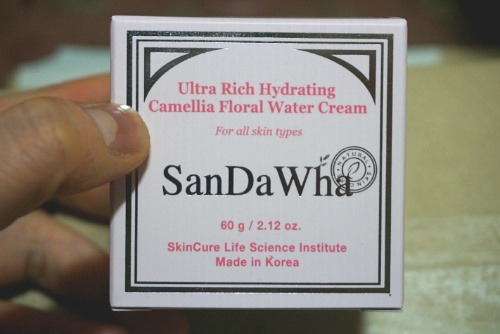 Ultra Rich Hydrating
Camellia Floral Water Cream
For all skin types
SanDaWha
NATURAL
60 g / 2.12 oz.
SkinCure Life Science Institute
Made in Korea